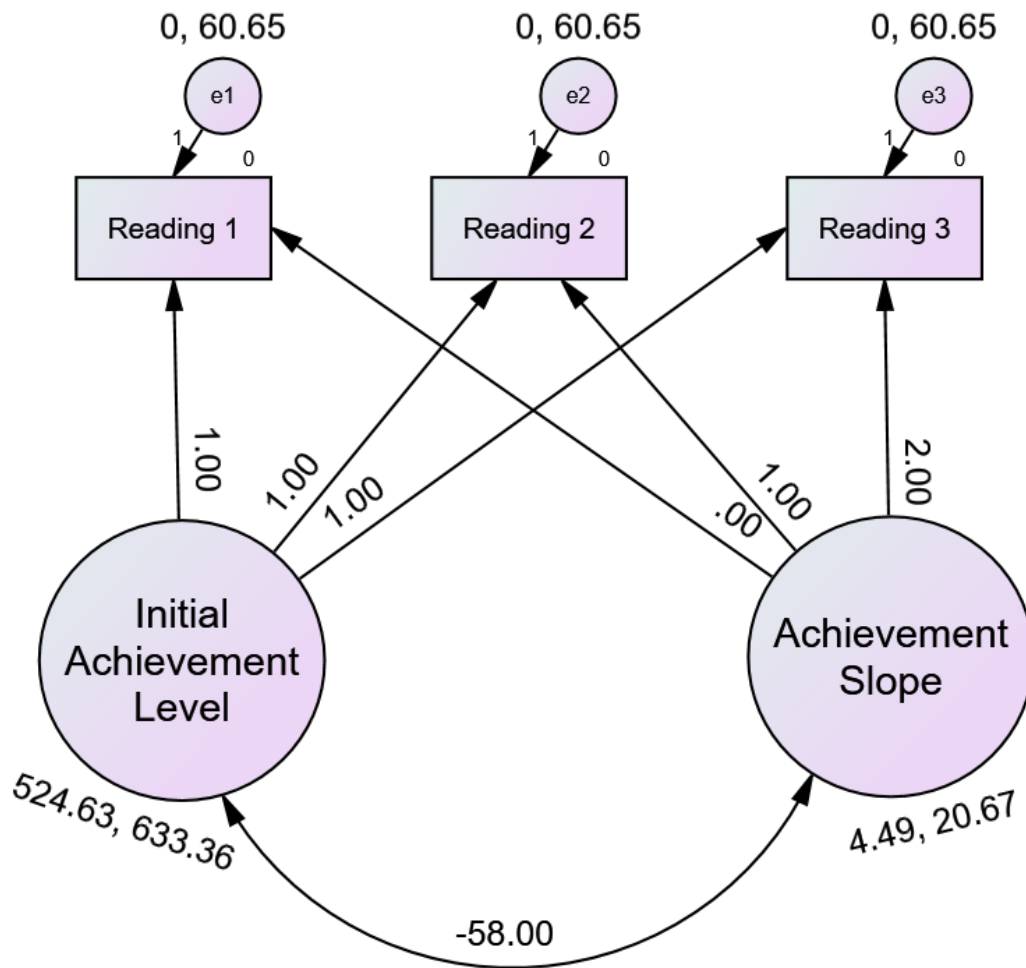 0, 60.65
0, 60.65
0, 60.65
e1
e2
e3
1
0
1
0
1
0
Reading 1
Reading 2
Reading 3
1.00
1.00
1.00
.00
1.00
2.00
Initial
Achievement
Level
Achievement
Slope
524.63, 633.36
4.49, 20.67
-58.00